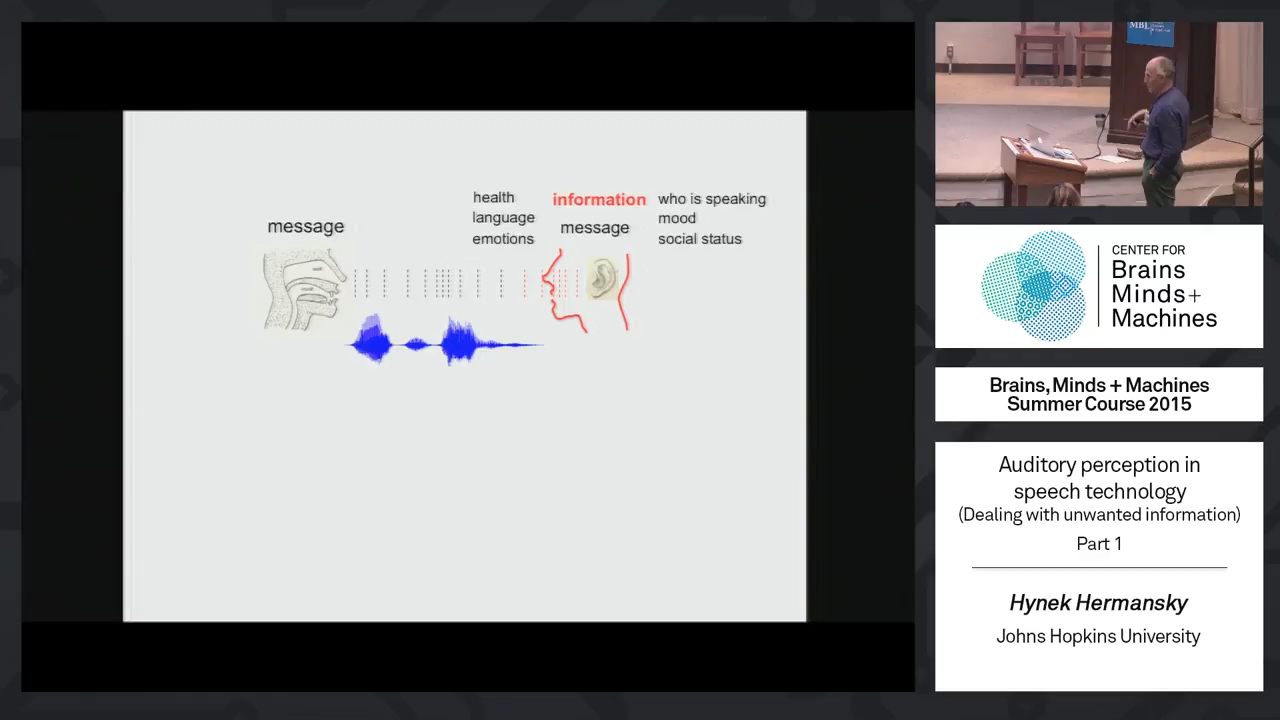 message
health
language
emotions
information
message
who is speaking
mood
social status
MBL
CENTER FOR
Brains
Minds+
Machines
Brains, Minds + Machines
Summer Course 2015
Auditory perception in
speech technology
(Dealing with unwanted information)
Part 1
Hynek Hermansky
Johns Hopkins University